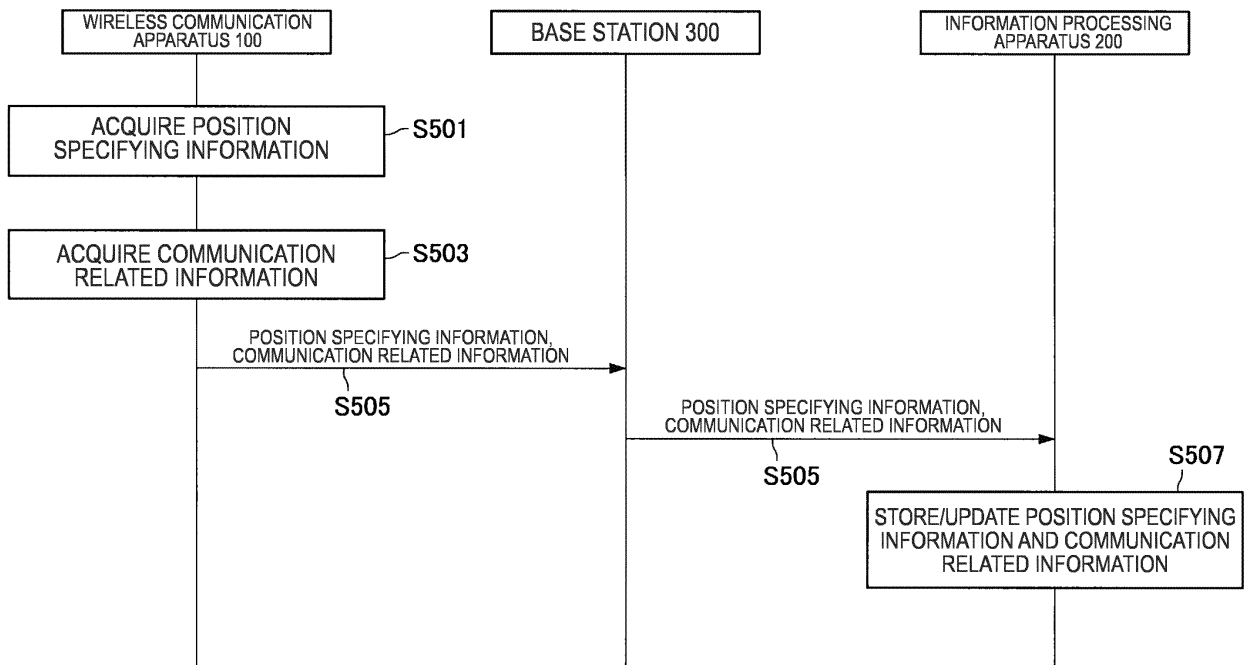 WIRELESS COMMUNICATION
APPARATUS 100
BASE STATION 300
INFORMATION PROCESSING
APPARATUS 200
ACQUIRE POSITION
SPECIFYING INFORMATION
S501
ACQUIRE COMMUNICATION
RELATED INFORMATION
S503
POSITION SPECIFYING INFORMATION,
COMMUNICATION RELATED INFORMATION
S505
POSITION SPECIFYING INFORMATION,
COMMUNICATION RELATED INFORMATION
S505
S507
STORE/UPDATE POSITION SPECIFYING
INFORMATION AND COMMUNICATION
RELATED INFORMATION